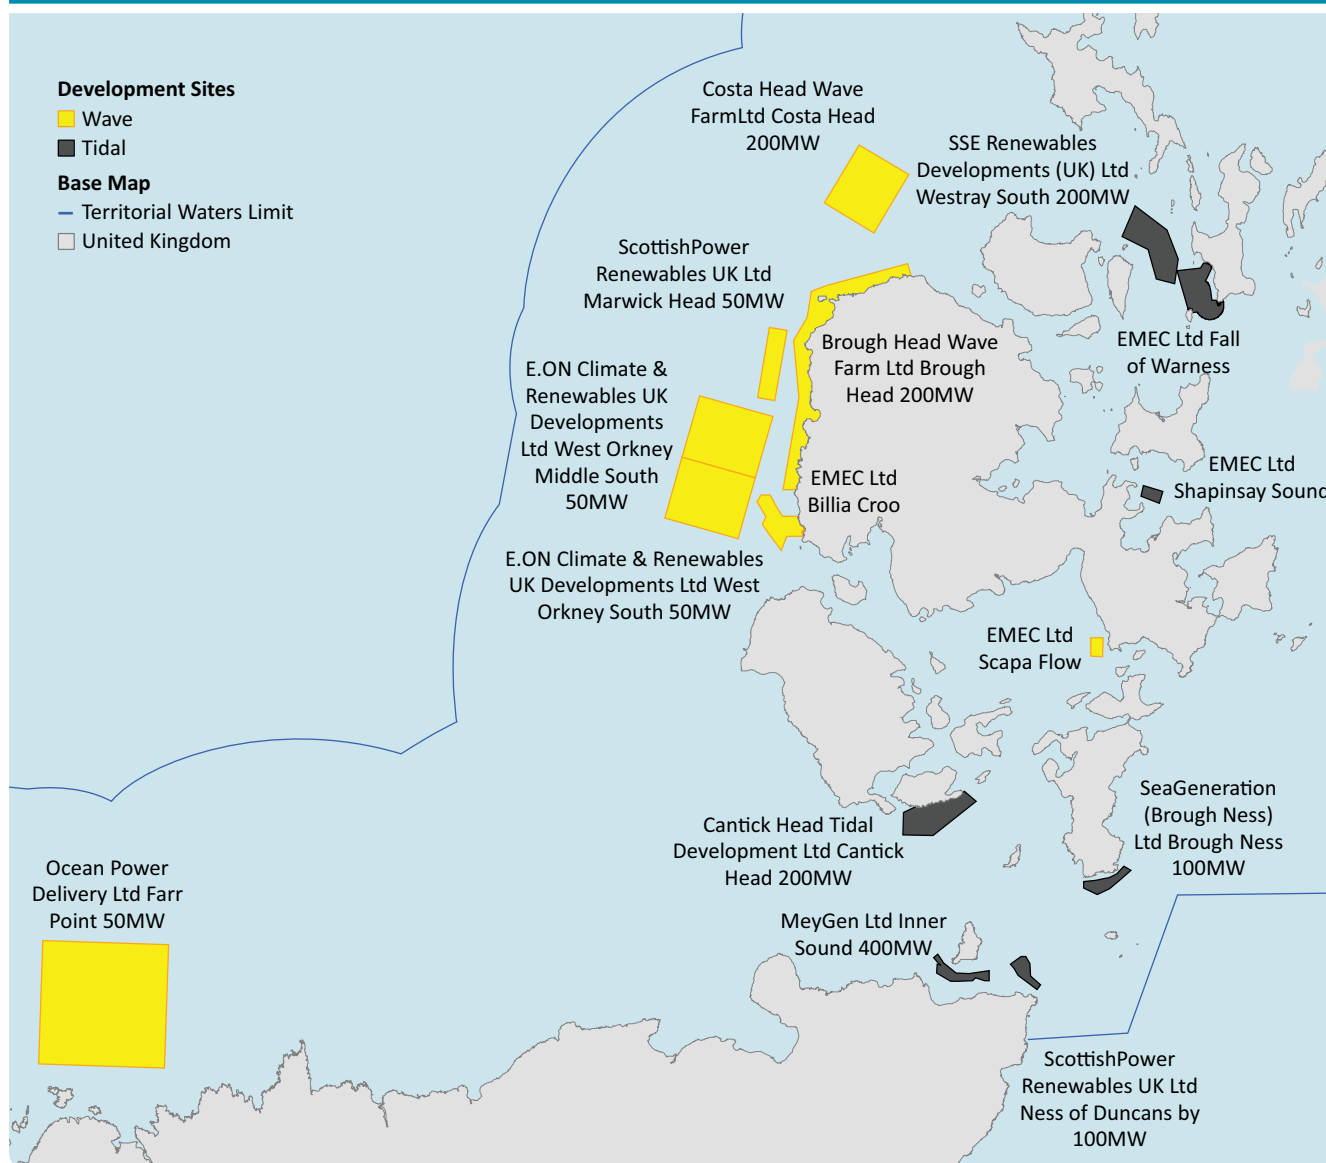 Development Sites
Wave
Tidal
Base Map
Territorial Waters Limit
United Kingdom
Costa Head Wave
FarmLtd Costa Head
200MW
SSE Renewables
Developments (UK) Ltd
Westray South 200MW
ScottishPower
Renewables UK Ltd
Marwick Head 50MW
EMEC Ltd Fall
of Warness
Brough Head Wave
Farm Ltd Brough
Head 200MW
E.ON Climate &
Renewables UK
Developments
Ltd West Orkney
Middle South
50MW
EMEC Ltd
Billia Croo
EMEC Ltd
Shapinsay Sound
E.ON Climate & Renewables
UK Developments Ltd West
Orkney South 50MW
EMEC Ltd
Scapa Flow
SeaGeneration
(Brough Ness)
Ltd Brough Ness
100MW
Cantick Head Tidal
Development Ltd Cantick
Head 200MW
Ocean Power
Delivery Ltd Farr
Point 50MW
MeyGen Ltd Inner
Sound 400MW
ScottishPower
Renewables UK Ltd
Ness of Duncans by
100MW